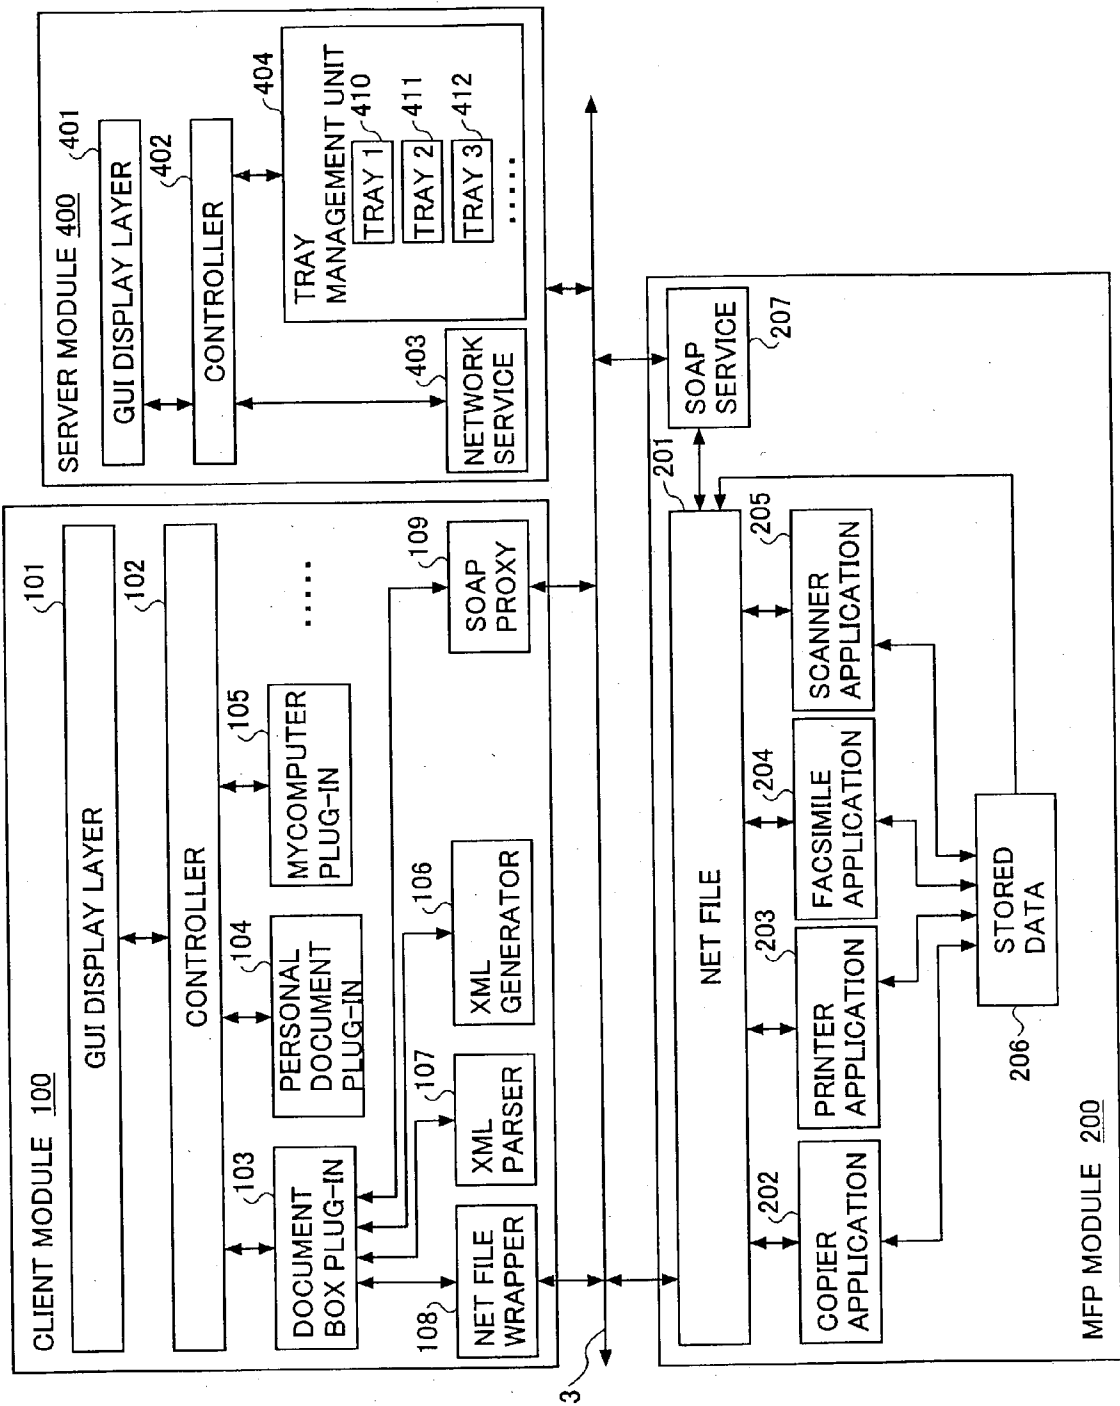 CLIENT MODULE 100
101
GUI DISPLAY LAYER
102
CONTROLLER
103
DOCUMENT
BOX PLUG-IN
104
PERSONAL
DOCUMENT
PLUG-IN
105
MYCOMPUTER
PLUG-IN
.....
108
NET FILE
WRAPPER
107
XML
PARSER
106
XML
GENERATOR
109
SOAP
PROXY
SERVER MODULE 400
401
GUI DISPLAY LAYER
402
CONTROLLER
403
NETWORK
SERVICE
404
TRAY
MANAGEMENT UNIT
TRAY 1
410
TRAY 2
411
TRAY 3
412
.....
3
201
NET FILE
SOAP
SERVICE
207
202
COPIER
APPLICATION
203
PRINTER
APPLICATION
204
FACSIMILE
APPLICATION
205
SCANNER
APPLICATION
STORED
DATA
206
MFP MODULE 200